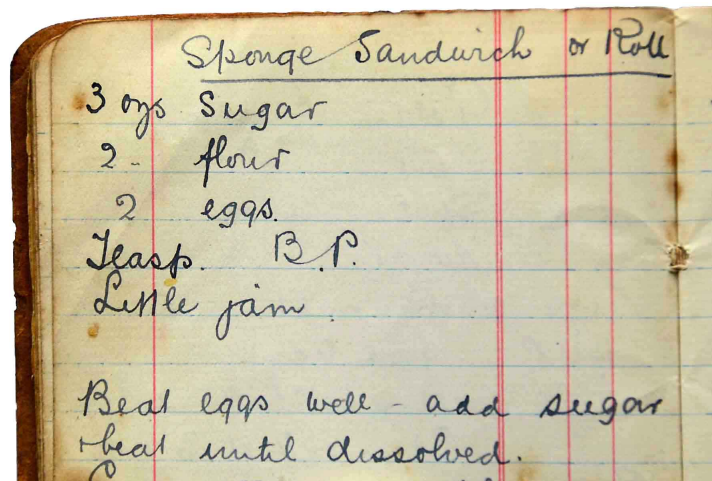 Sponge Sandwich or Roll
3 ozs Sugar
2 - flour
2 eggs.
Teasp. B.P.
Little jam
Beat eggs well - add sugar
+ beat until dissolved.